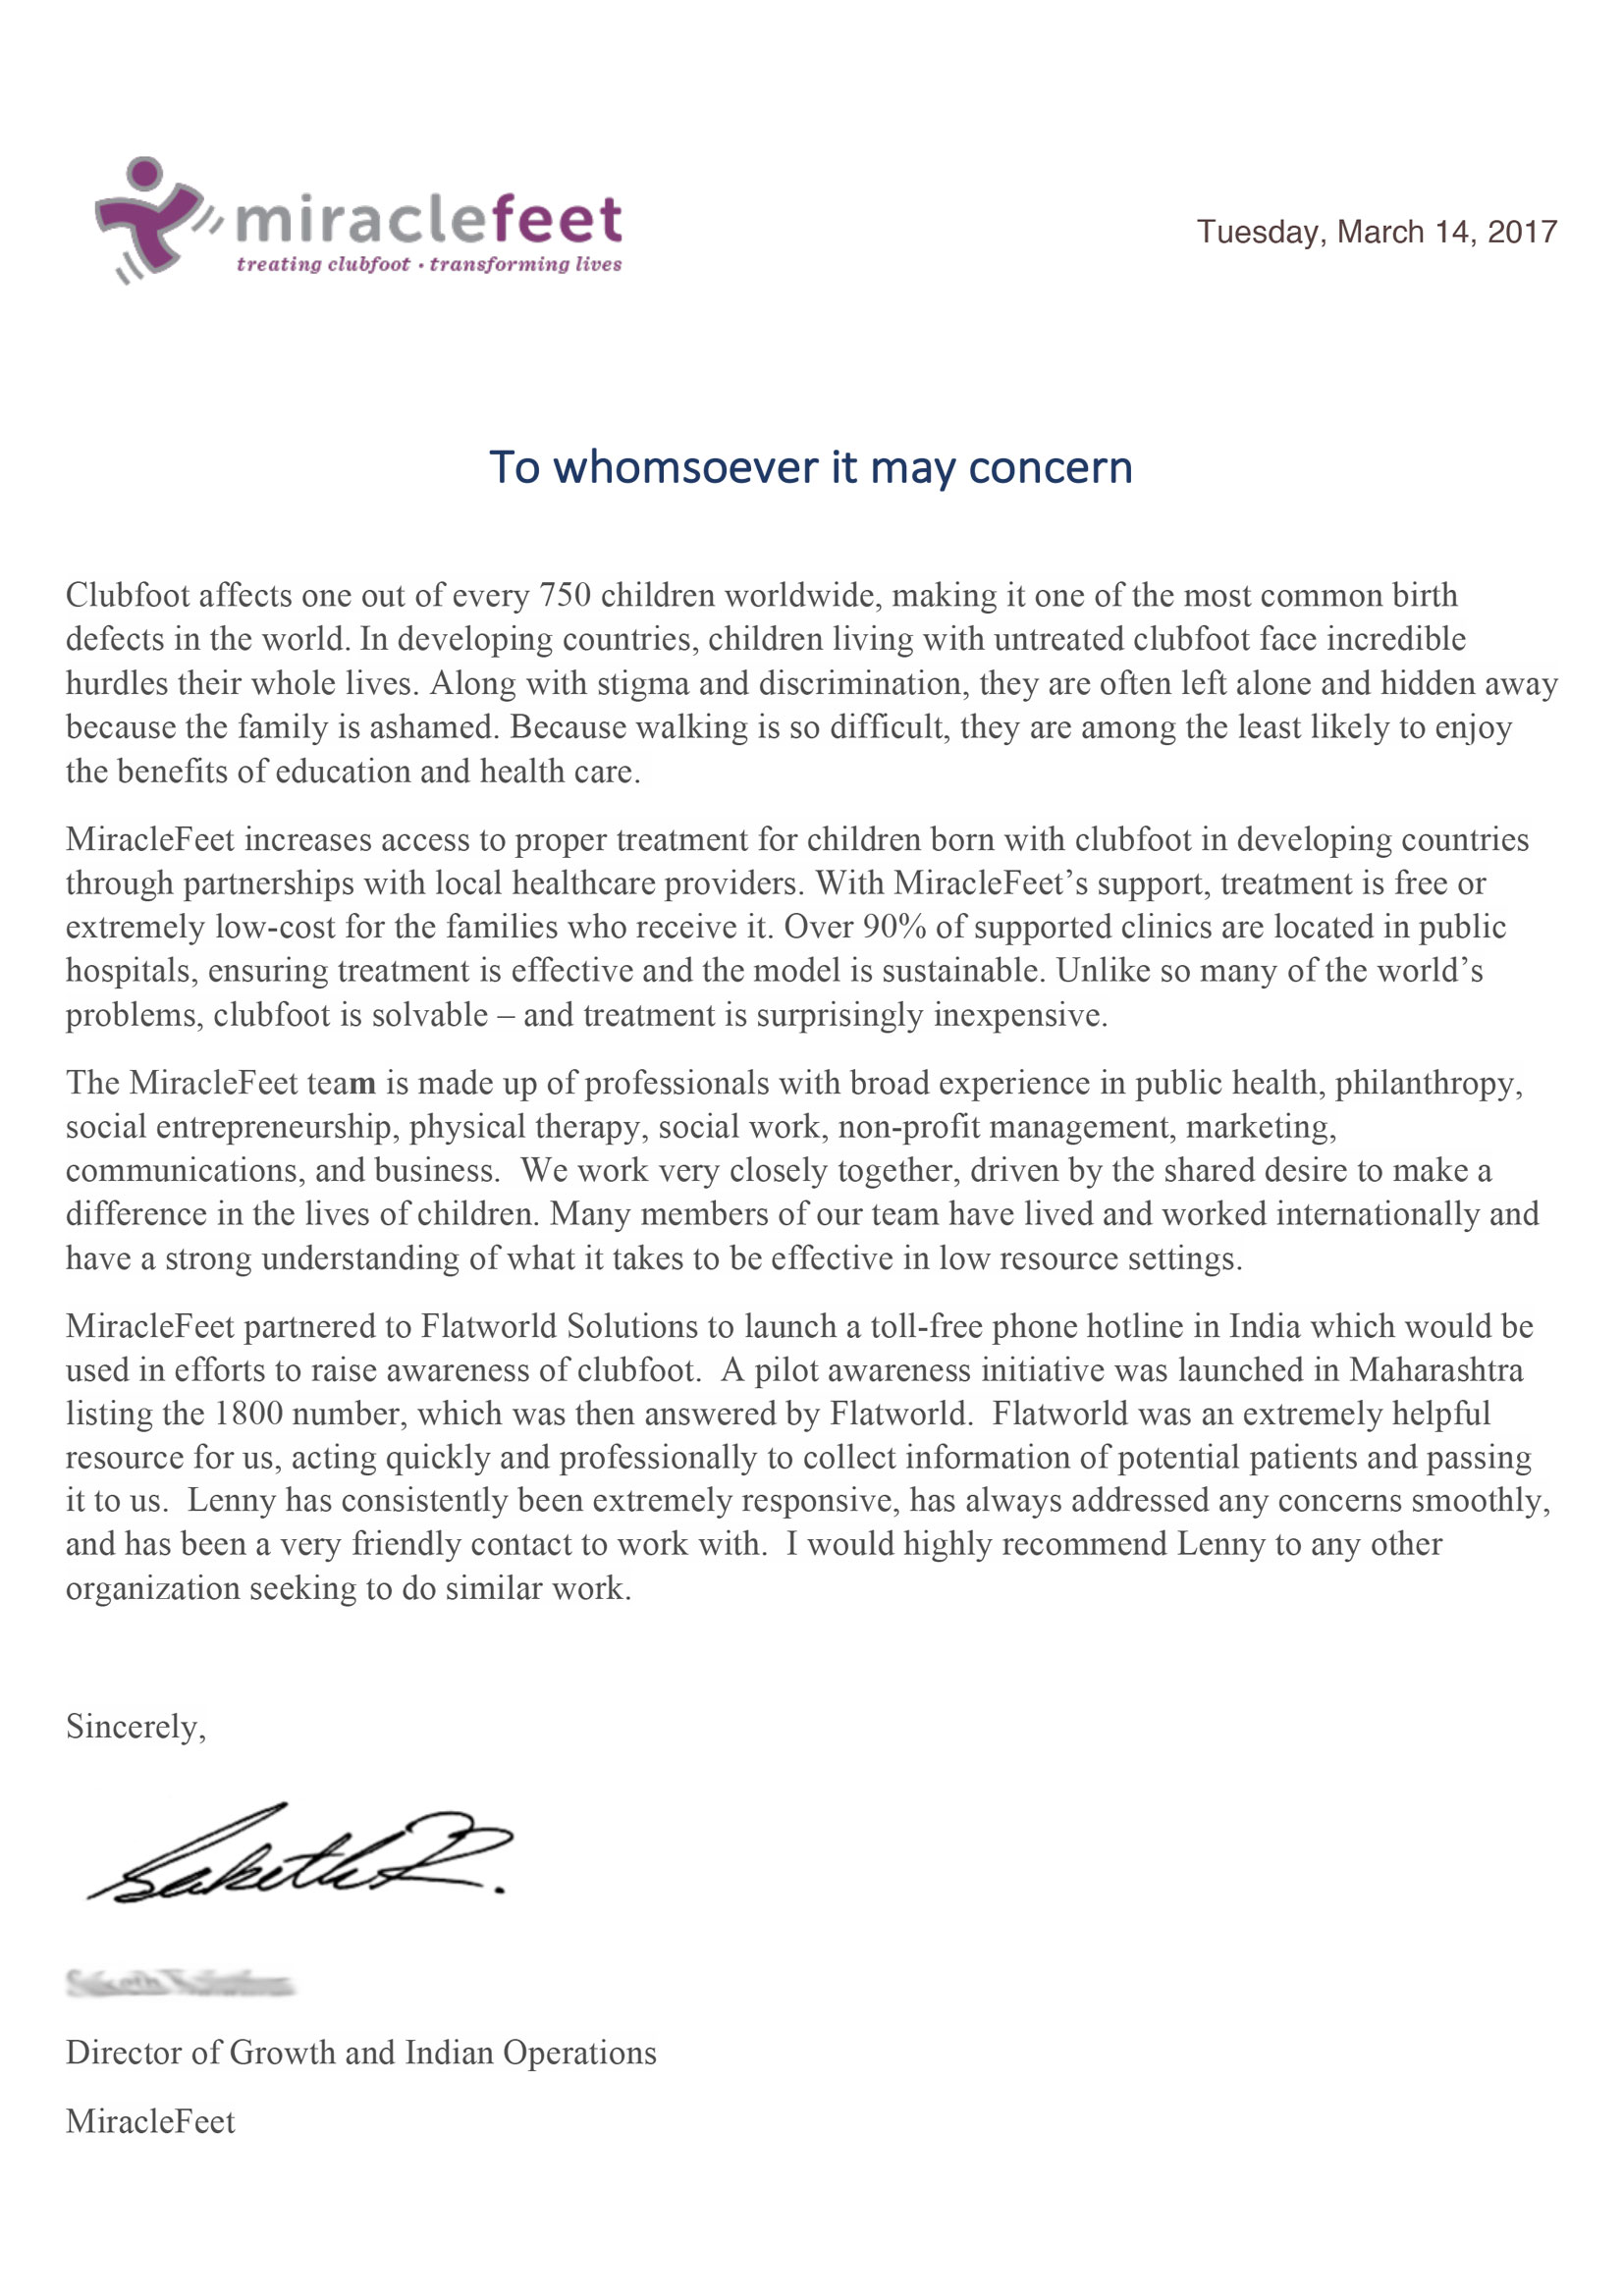 miraclefeet
treating clubfoot · transforming lives
Tuesday, March 14, 2017
To whomsoever it may concern
Clubfoot affects one out of every 750 children worldwide, making it one of the most common birth
defects in the world. In developing countries, children living with untreated clubfoot face incredible
hurdles their whole lives. Along with stigma and discrimination, they are often left alone and hidden away
because the family is ashamed. Because walking is so difficult, they are among the least likely to enjoy
the benefits of education and health care.
MiracleFeet increases access to proper treatment for children born with clubfoot in developing countries
through partnerships with local healthcare providers. With MiracleFeet’s support, treatment is free or
extremely low-cost for the families who receive it. Over 90% of supported clinics are located in public
hospitals, ensuring treatment is effective and the model is sustainable. Unlike so many of the world’s
problems, clubfoot is solvable – and treatment is surprisingly inexpensive.
The MiracleFeet team is made up of professionals with broad experience in public health, philanthropy,
social entrepreneurship, physical therapy, social work, non-profit management, marketing,
communications, and business.  We work very closely together, driven by the shared desire to make a
difference in the lives of children. Many members of our team have lived and worked internationally and
have a strong understanding of what it takes to be effective in low resource settings.
MiracleFeet partnered to Flatworld Solutions to launch a toll-free phone hotline in India which would be
used in efforts to raise awareness of clubfoot.  A pilot awareness initiative was launched in Maharashtra
listing the 1800 number, which was then answered by Flatworld.  Flatworld was an extremely helpful
resource for us, acting quickly and professionally to collect information of potential patients and passing
it to us.  Lenny has consistently been extremely responsive, has always addressed any concerns smoothly,
and has been a very friendly contact to work with.  I would highly recommend Lenny to any other
organization seeking to do similar work.
Sincerely,
Saketh R.
Director of Growth and Indian Operations
MiracleFeet